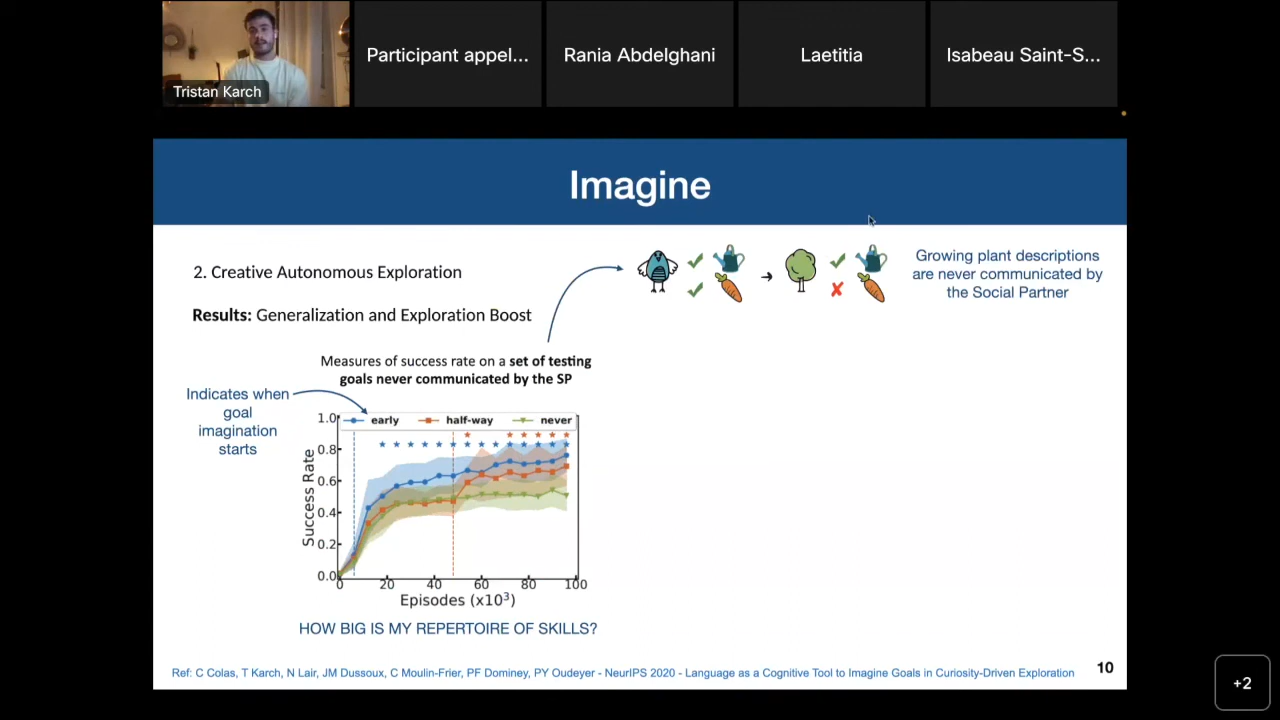 Tristan Karch
Participant appel...
Rania Abdelghani
Laetitia
Isabeau Saint-S...
Imagine
2. Creative Autonomous Exploration
Growing plant descriptions
are never communicated by
the Social Partner
Results: Generalization and Exploration Boost
Measures of success rate on a set of testing
goals never communicated by the SP
Indicates when
goal
imagination
starts
early
half-way
never
1.0
0.8
0.6
0.4
0.2
0.0
Success Rate
0
20
40
60
80
100
Episodes (x10³)
HOW BIG IS MY REPERTOIRE OF SKILLS?
Ref: C Colas, T Karch, N Lair, JM Dussoux, C Moulin-Frier, PF Dominey, PY Oudeyer - NeurIPS 2020 - Language as a Cognitive Tool to Imagine Goals in Curiosity-Driven Exploration
10
+2